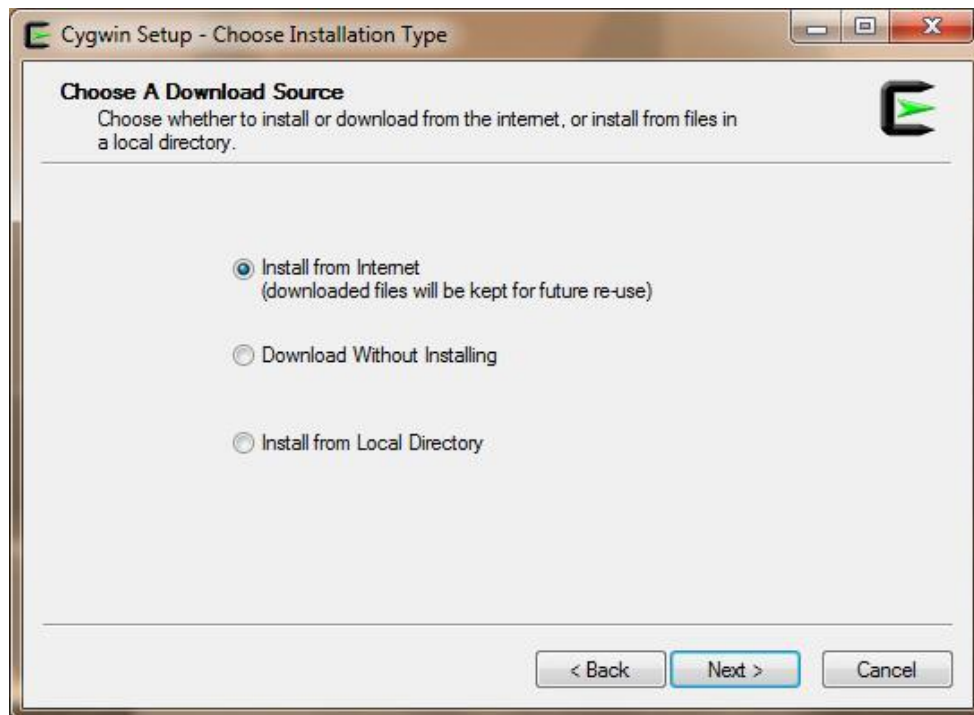 Cygwin Setup - Choose Installation Type
Choose A Download Source
Choose whether to install or download from the internet, or install from files in
a local directory.
Install from Internet
(downloaded files will be kept for future re-use)
Download Without Installing
Install from Local Directory
< Back Next > Cancel